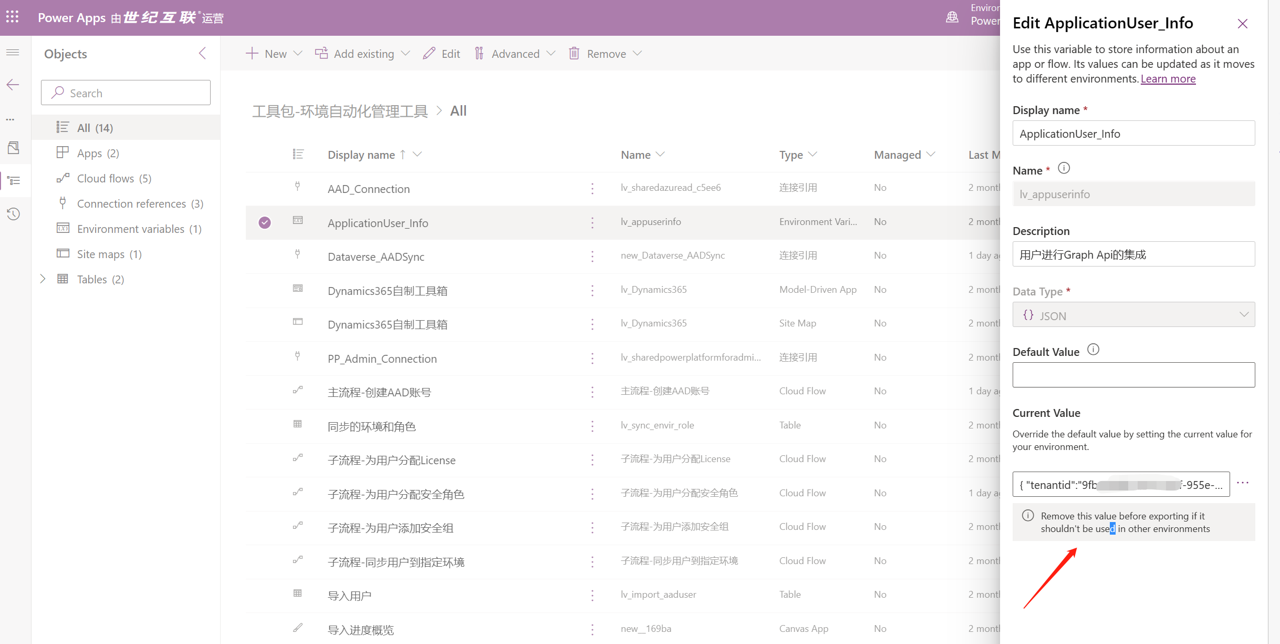 Power Apps 由世纪互联运营
Environ
Power
Objects
Search
All (14)
Apps (2)
Cloud flows (5)
Connection references (3)
Environment variables (1)
Site maps (1)
Tables (2)
New
Add existing
Edit
Advanced
Remove
工具包-环境自动化管理工具 > All
Display name ↑ Name Type Managed Last M
AAD_Connection lv_sharedazuread_c5ee6 连接引用 No 2 month
ApplicationUser_Info lv_appuserinfo Environment Vari... No 2 month
Dataverse_AADSync new_Dataverse_AADSync 连接引用 No 1 day a
Dynamics365自制工具箱 lv_Dynamics365 Model-Driven App No 2 month
Dynamics365自制工具箱 lv_Dynamics365 Site Map No 2 month
PP_Admin_Connection lv_sharedpowerplatformforadmi... 连接引用 No 2 month
主流程-创建AAD账号 主流程-创建AAD账号 Cloud Flow No 1 day ag
同步的环境和角色 lv_sync_envir_role Table No 2 month
子流程-为用户分配License 子流程-为用户分配License Cloud Flow No 2 month
子流程-为用户分配安全角色 子流程-为用户分配安全角色 Cloud Flow No 1 day ag
子流程-为用户添加安全组 子流程-为用户添加安全组 Cloud Flow No 2 month
子流程-同步用户到指定环境 子流程-同步用户到指定环境 Cloud Flow No 2 month
导入用户 lv_import_aaduser Table No 2 month
导入进度概览 new__169ba Canvas App No 2 month
Edit ApplicationUser_Info
Use this variable to store information about an
app or flow. Its values can be updated as it moves
to different environments. Learn more
Display name *
ApplicationUser_Info
Name *
lv_appuserinfo
Description
用户进行Graph Api的集成
Data Type *
{} JSON
Default Value
Current Value
Override the default value by setting the current value for
your environment.
{ "tenantid":"9fb f-955e-...
Remove this value before exporting if it
shouldn't be used in other environments